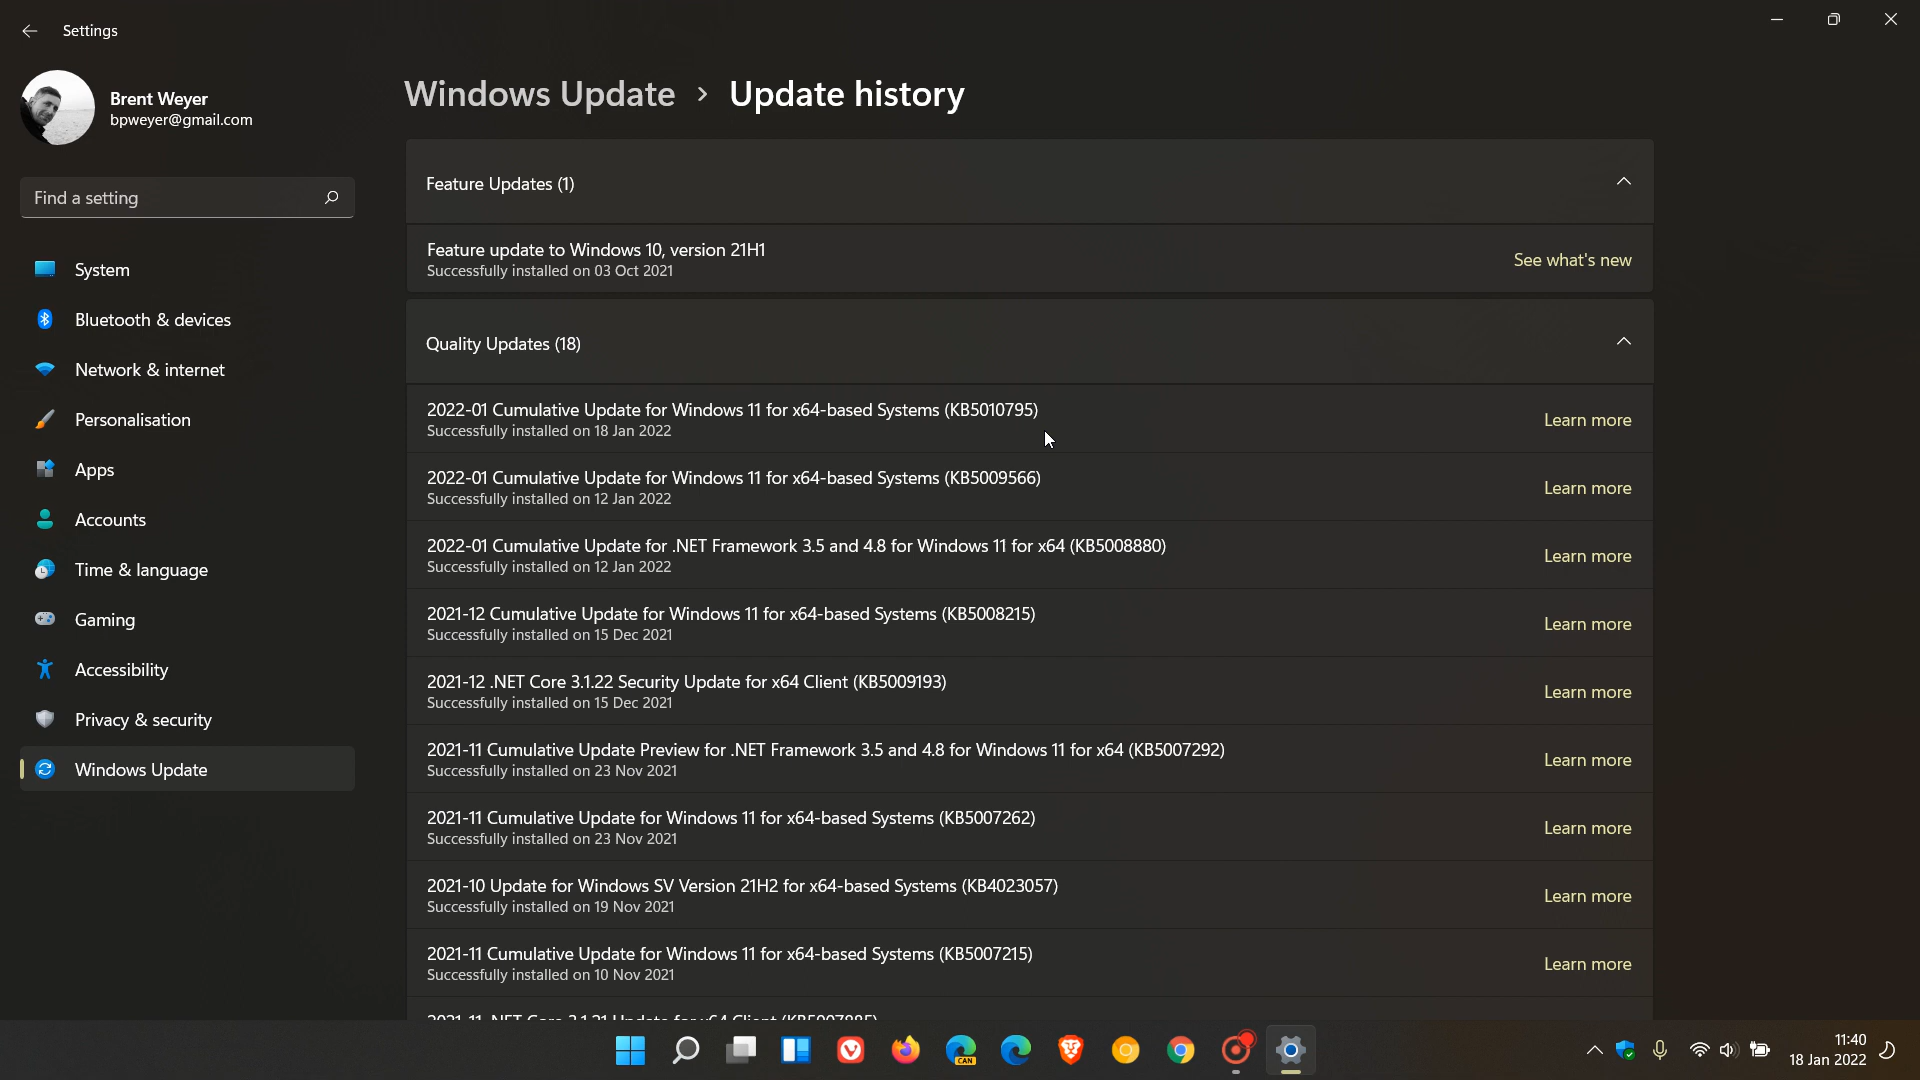 Settings
Brent Weyer
bpweyer@gmail.com
Find a setting
System
Bluetooth & devices
Network & internet
Personalisation
Apps
Accounts
Time & language
Gaming
Accessibility
Privacy & security
Windows Update
Windows Update > Update history
Feature Updates (1)
Feature update to Windows 10, version 21H1
Successfully installed on 03 Oct 2021
See what's new
Quality Updates (18)
2022-01 Cumulative Update for Windows 11 for x64-based Systems (KB5010795)
Successfully installed on 18 Jan 2022
Learn more
2022-01 Cumulative Update for Windows 11 for x64-based Systems (KB5009566)
Successfully installed on 12 Jan 2022
Learn more
2022-01 Cumulative Update for .NET Framework 3.5 and 4.8 for Windows 11 for x64 (KB5008880)
Successfully installed on 12 Jan 2022
Learn more
2021-12 Cumulative Update for Windows 11 for x64-based Systems (KB5008215)
Successfully installed on 15 Dec 2021
Learn more
2021-12 .NET Core 3.1.22 Security Update for x64 Client (KB5009193)
Successfully installed on 15 Dec 2021
Learn more
2021-11 Cumulative Update Preview for .NET Framework 3.5 and 4.8 for Windows 11 for x64 (KB5007292)
Successfully installed on 23 Nov 2021
Learn more
2021-11 Cumulative Update for Windows 11 for x64-based Systems (KB5007262)
Successfully installed on 23 Nov 2021
Learn more
2021-10 Update for Windows SV Version 21H2 for x64-based Systems (KB4023057)
Successfully installed on 19 Nov 2021
Learn more
2021-11 Cumulative Update for Windows 11 for x64-based Systems (KB5007215)
Successfully installed on 10 Nov 2021
Learn more
CAN
11:40
18 Jan 2022